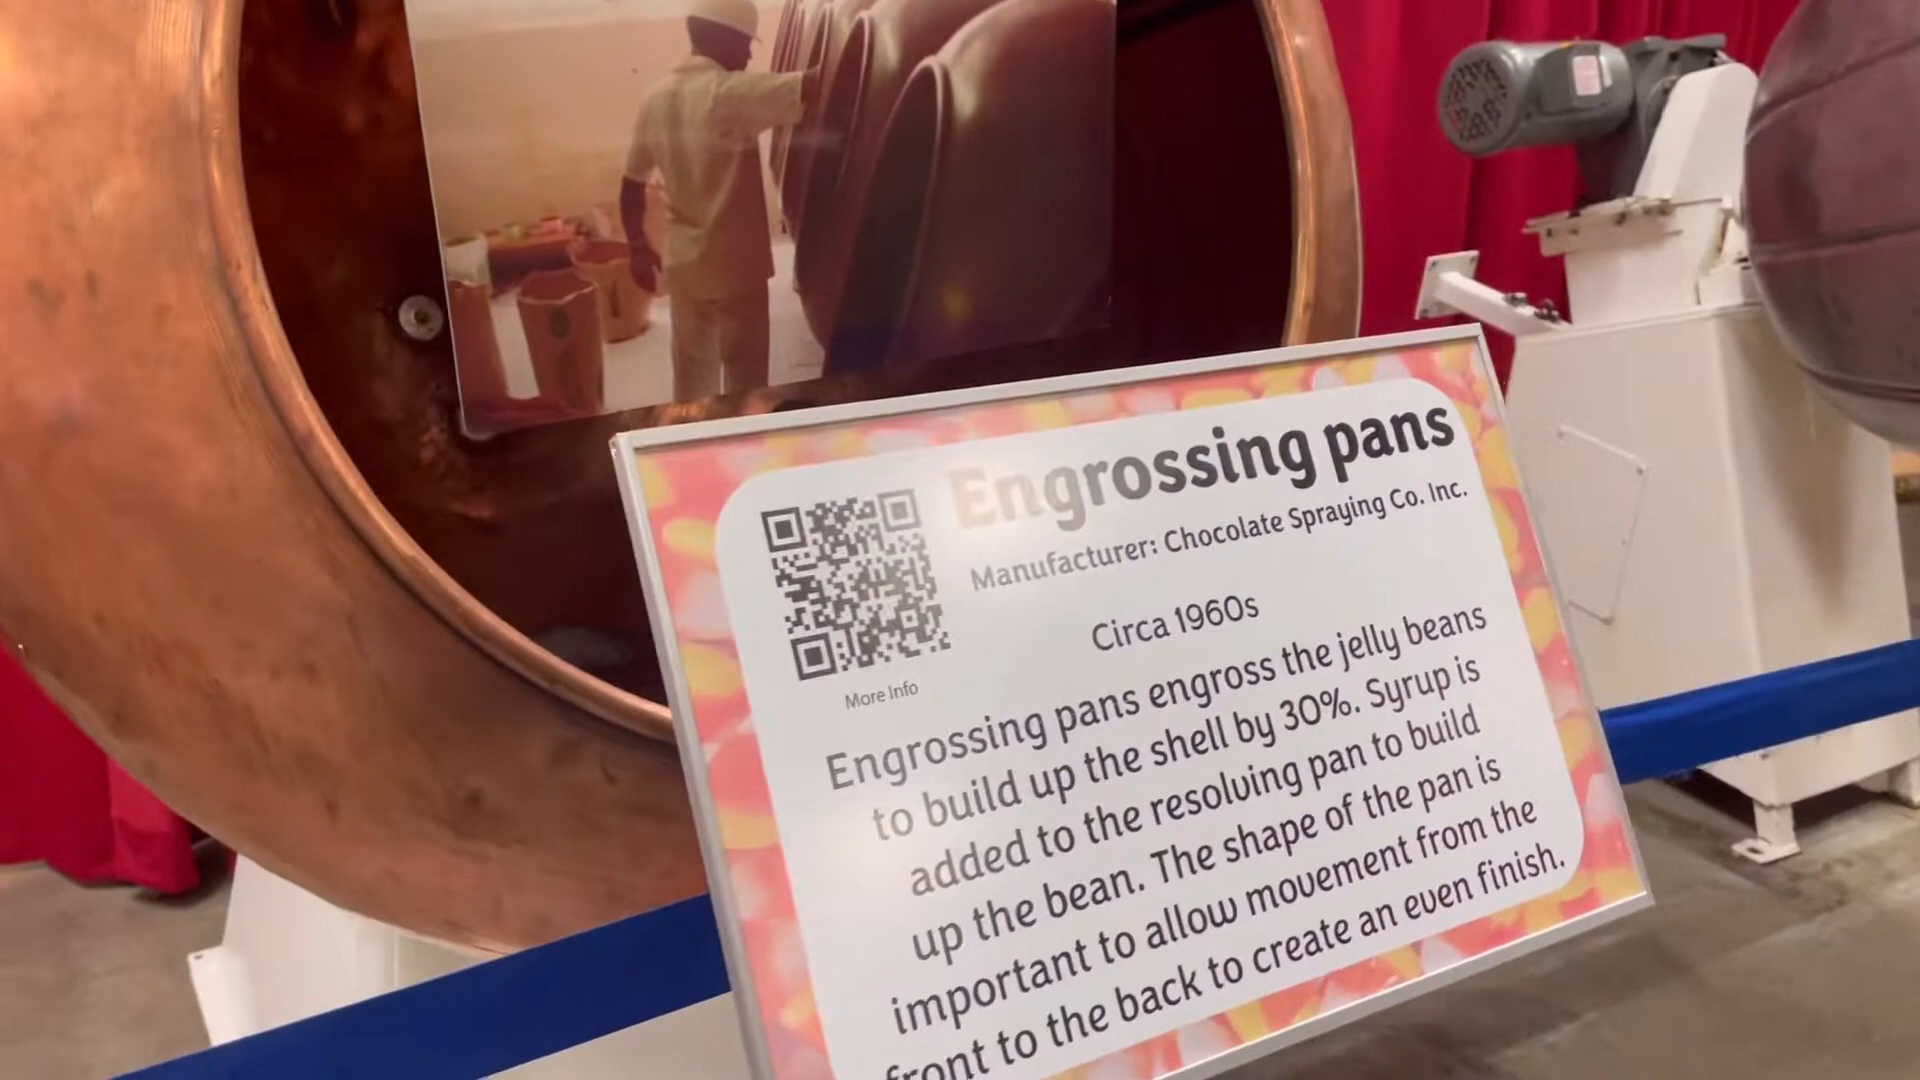 Engrossing pans
Manufacturer: Chocolate Spraying Co. Inc.
Circa 1960s
More Info
Engrossing pans engross the jelly beans
to build up the shell by 30%. Syrup is
added to the resolving pan to build
up the bean. The shape of the pan is
important to allow movement from the
front to the back to create an even finish.